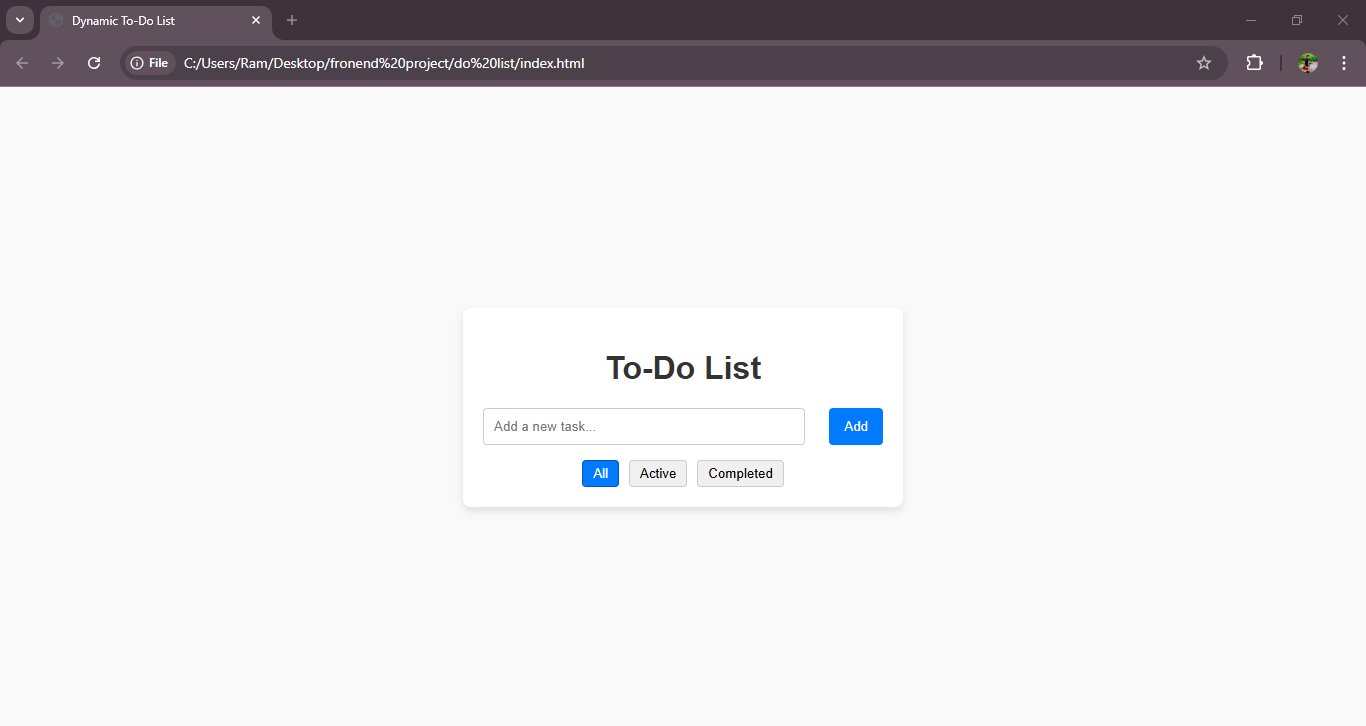 Dynamic To-Do List
File C:/Users/Ram/Desktop/fronend%20project/do%20list/index.html
To-Do List
Add a new task... Add
All Active Completed